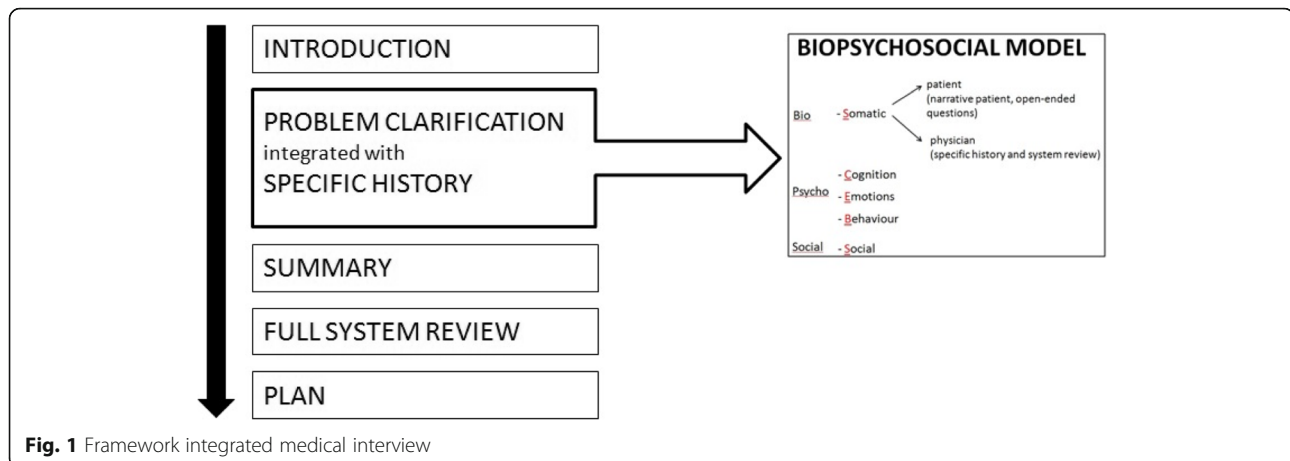 INTRODUCTION
PROBLEM CLARIFICATION
integrated with
SPECIFIC HISTORY
SUMMARY
FULL SYSTEM REVIEW
PLAN
BIOPSYCHOSOCIAL MODEL
patient
(narrative patient, open-ended
questions)
Bio - Somatic
physician
(specific history and system review)
- Cognition
Psycho - Emotions
- Behaviour
Social - Social
Fig. 1 Framework integrated medical interview